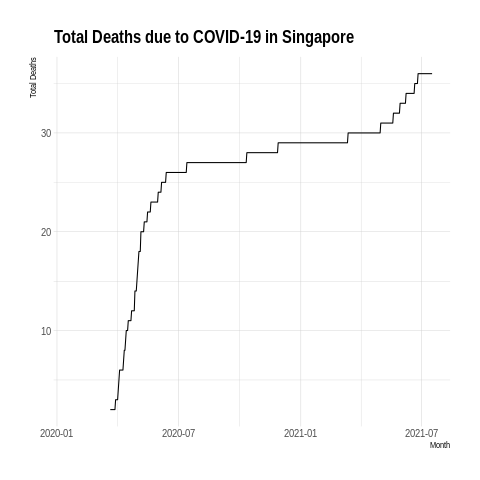 Total Deaths due to COVID-19 in Singapore
Total Deaths
30
20
10
2020-01 2020-07 2021-01 2021-07
Month